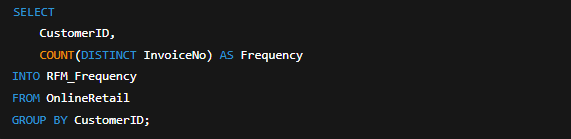 SELECT
    CustomerID,
    COUNT(DISTINCT InvoiceNo) AS Frequency
INTO RFM_Frequency
FROM OnlineRetail
GROUP BY CustomerID;